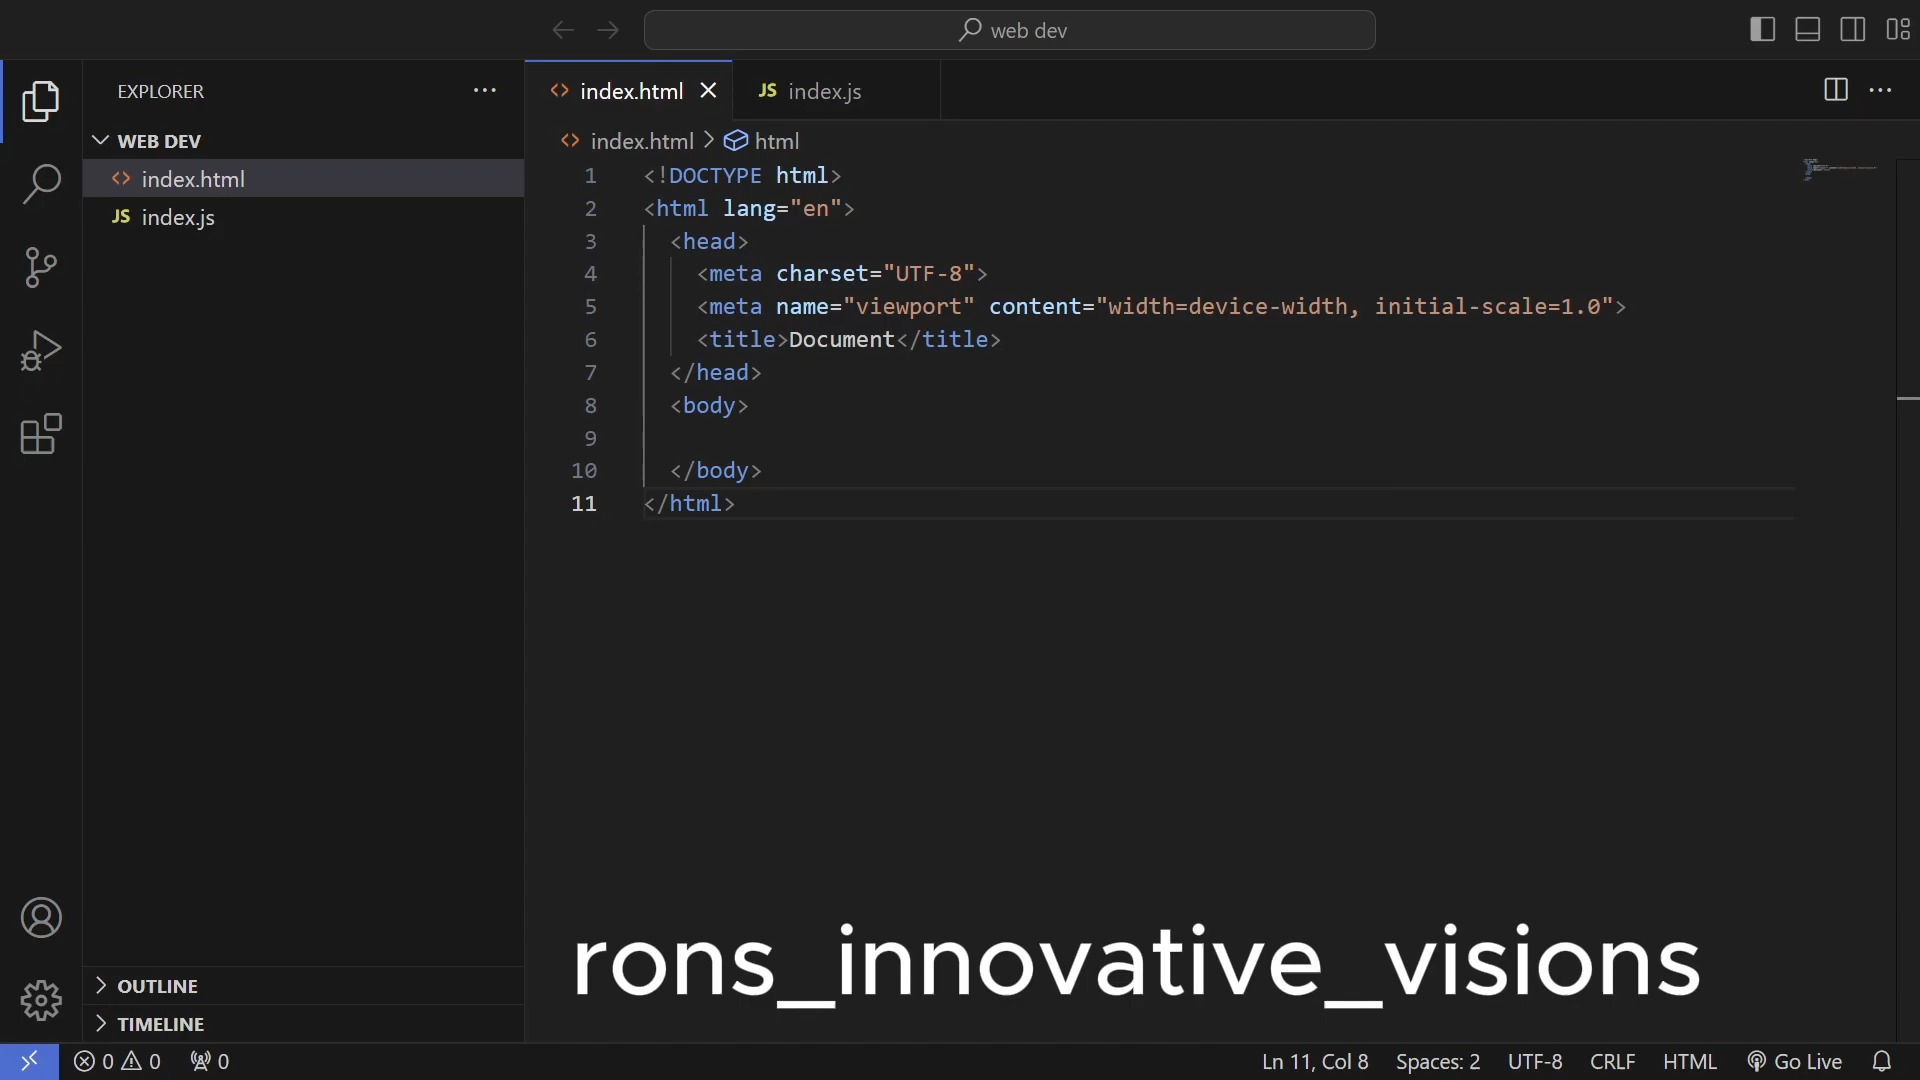 web dev
EXPLORER
WEB DEV
index.html
JS index.js
OUTLINE
TIMELINE
index.html
JS index.js
index.html > html
1 <!DOCTYPE html>
2 <html lang="en">
3 <head>
4 <meta charset="UTF-8">
5 <meta name="viewport" content="width=device-width, initial-scale=1.0">
6 <title>Document</title>
7 </head>
8 <body>
9
10 </body>
11 </html>
rons_innovative_visions
0 0 0
Ln 11, Col 8 Spaces: 2 UTF-8 CRLF HTML Go Live